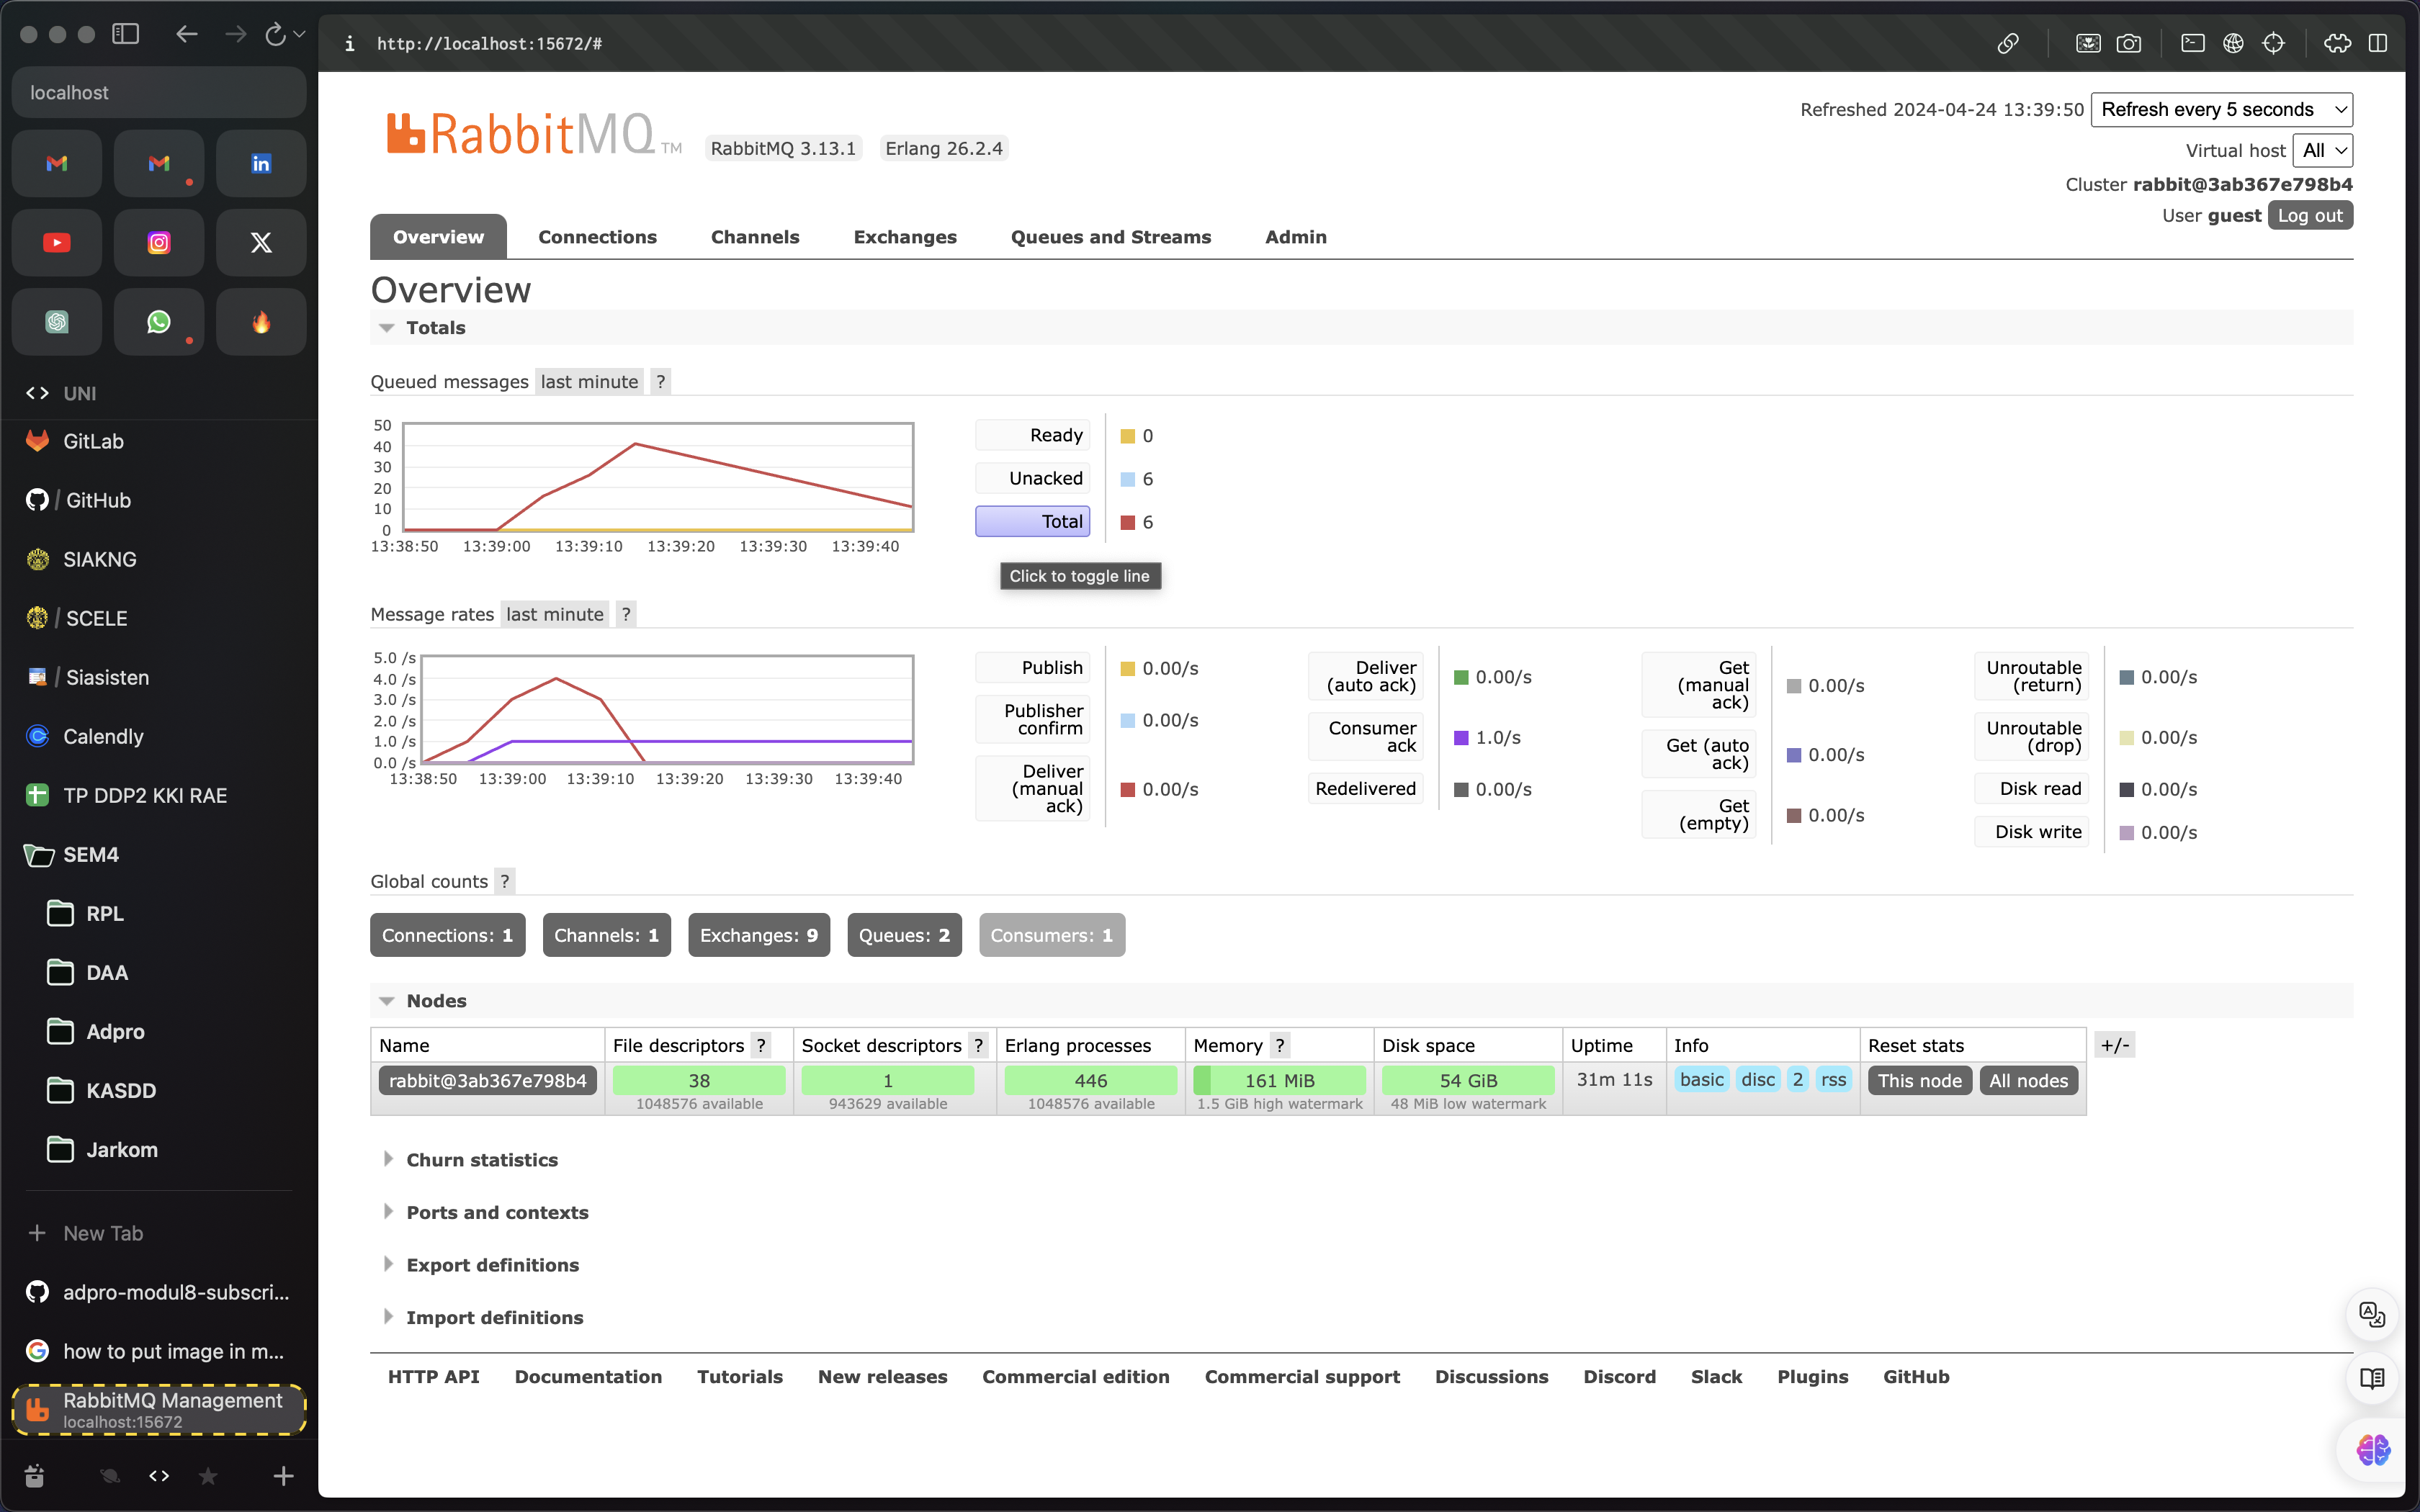 http://localhost:15672/#
localhost
UNI
GitLab
/ GitHub
SIAKNG
/ SCELE
/ Siasisten
Calendly
TP DDP2 KKI RAE
SEM4
RPL
DAA
Adpro
KASDD
Jarkom
New Tab
adpro-modul8-subscri...
how to put image in m...
RabbitMQ Management
localhost:15672
RabbitMQ TM
RabbitMQ 3.13.1
Erlang 26.2.4
Refreshed 2024-04-24 13:39:50
Refresh every 5 seconds
Virtual host
All
Cluster rabbit@3ab367e798b4
User guest
Log out
Overview
Connections
Channels
Exchanges
Queues and Streams
Admin
Overview
Totals
Queued messages last minute ?
50
40
30
20
10
0
13:38:50 13:39:00 13:39:10 13:39:20 13:39:30 13:39:40
Ready 0
Unacked 6
Total 6
Click to toggle line
Message rates last minute ?
5.0 /s
4.0 /s
3.0 /s
2.0 /s
1.0 /s
0.0 /s
13:38:50 13:39:00 13:39:10 13:39:20 13:39:30 13:39:40
Publish 0.00/s
Publisher
confirm 0.00/s
Deliver
(manual
ack) 0.00/s
Deliver
(auto ack) 0.00/s
Consumer
ack 1.0/s
Redelivered 0.00/s
Get
(manual
ack) 0.00/s
Get (auto
ack) 0.00/s
Get
(empty) 0.00/s
Unroutable
(return) 0.00/s
Unroutable
(drop) 0.00/s
Disk read 0.00/s
Disk write 0.00/s
Global counts ?
Connections: 1
Channels: 1
Exchanges: 9
Queues: 2
Consumers: 1
Nodes
Name File descriptors ? Socket descriptors ? Erlang processes Memory ? Disk space Uptime Info Reset stats +/-
rabbit@3ab367e798b4 38 1 446 161 MiB 54 GiB 31m 11s basic disc 2 rss This node All nodes
1048576 available 943629 available 1048576 available 1.5 GiB high watermark 48 MiB low watermark
Churn statistics
Ports and contexts
Export definitions
Import definitions
HTTP API Documentation Tutorials New releases Commercial edition Commercial support Discussions Discord Slack Plugins GitHub